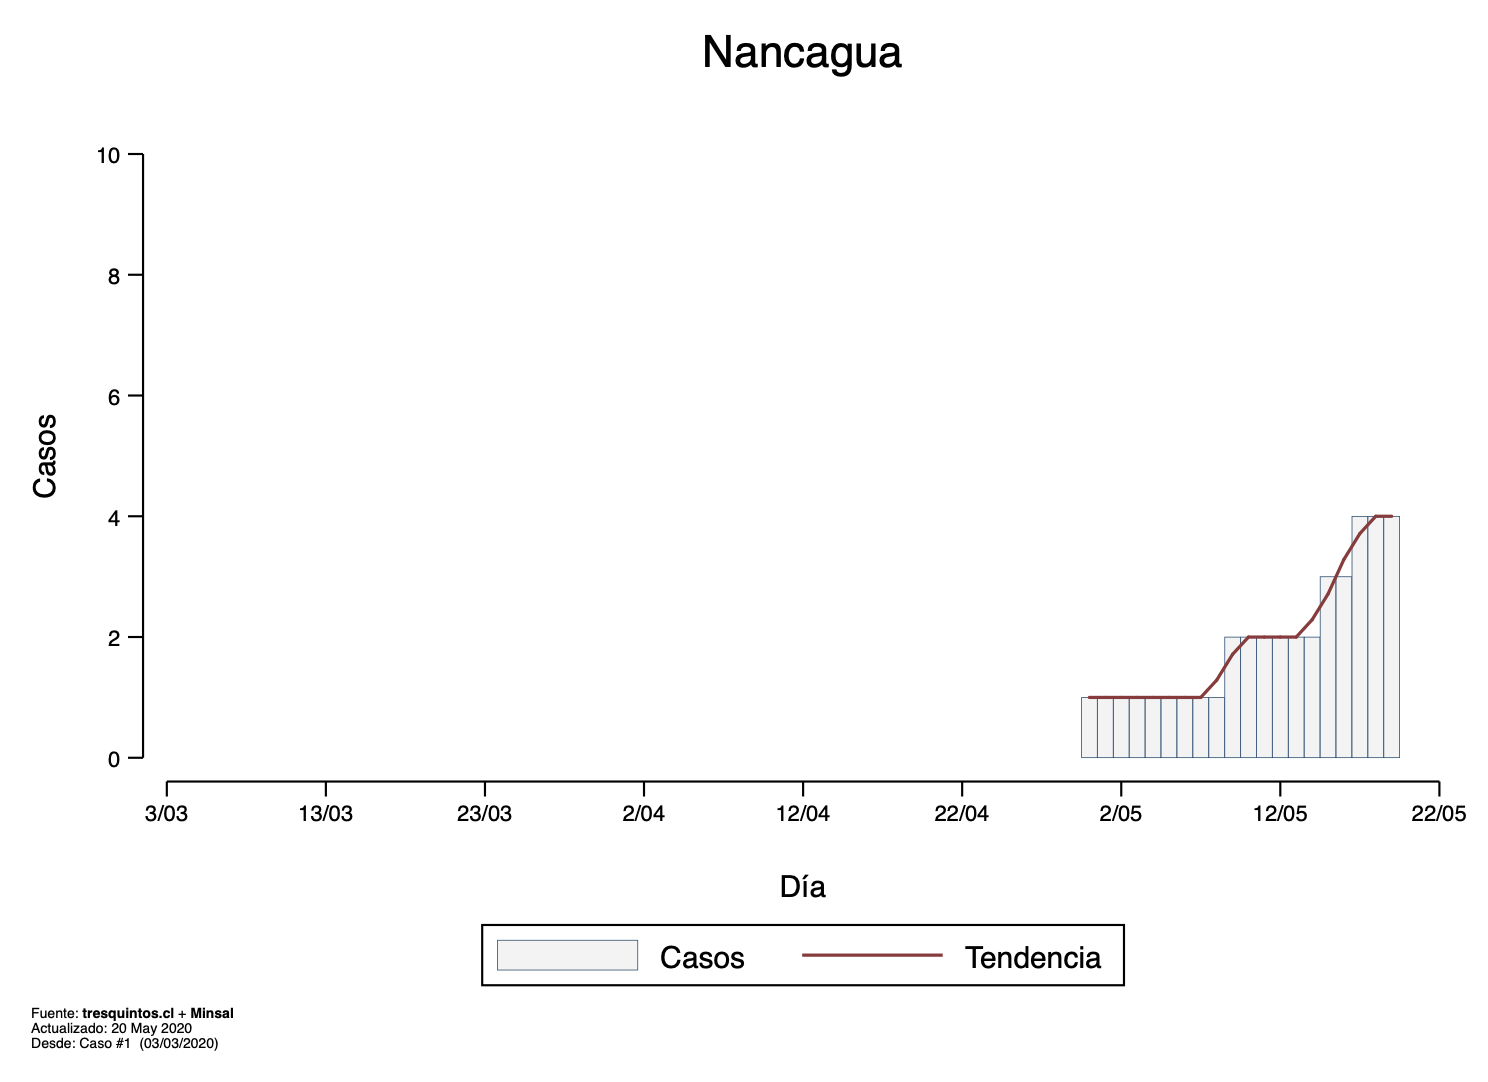 Nancagua
10
8
6
4
2
0
Casos
3/03 13/03 23/03 2/04 12/04 22/04 2/05 12/05 22/05
Día
Casos Tendencia
Fuente: tresquintos.cl + Minsal
Actualizado: 20 May 2020
Desde: Caso #1 (03/03/2020)